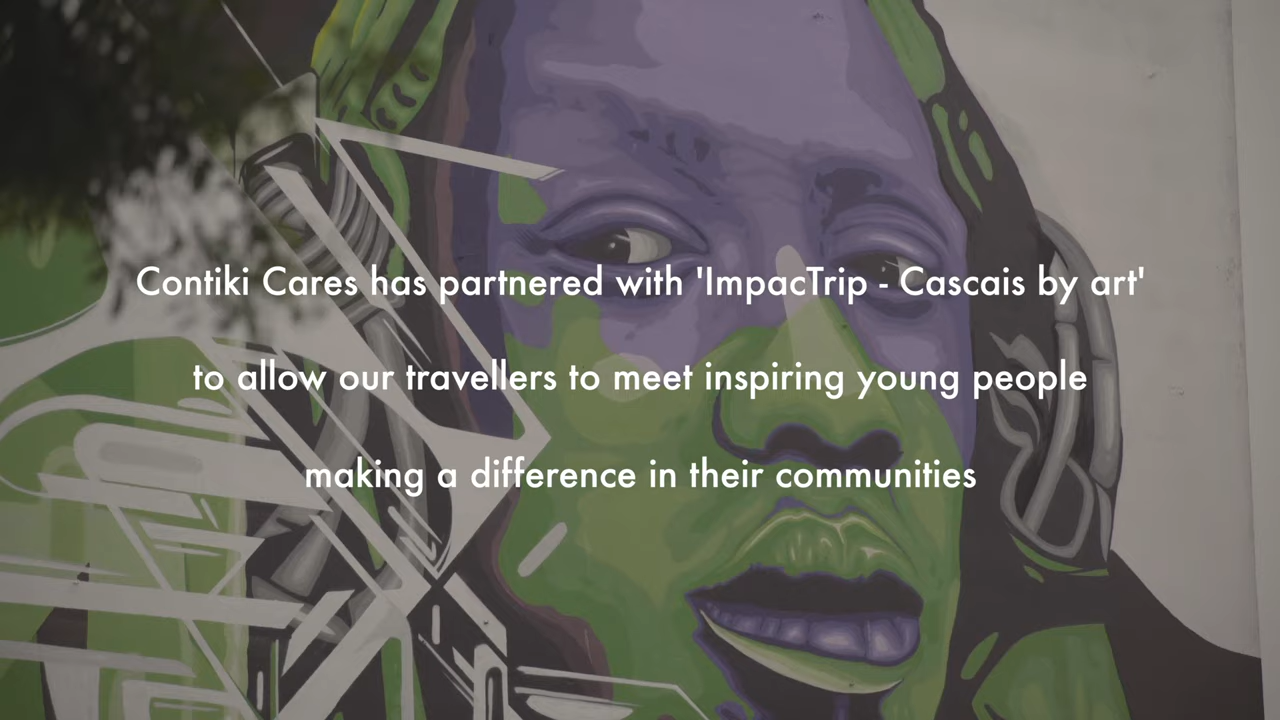 Contiki Cares has partnered with 'ImpacTrip - Cascais by art'
to allow our travellers to meet inspiring young people
making a difference in their communities